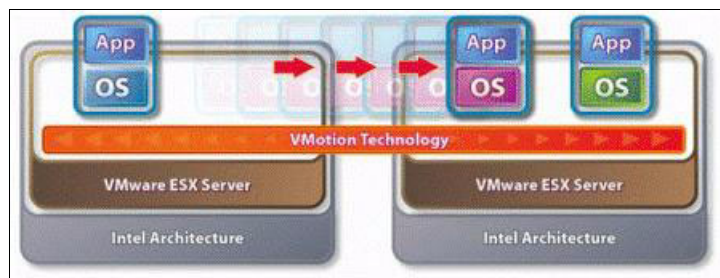 App
OS
App
OS
App
OS
VMotion Technology
VMware ESX Server
VMware ESX Server
Intel Architecture
Intel Architecture